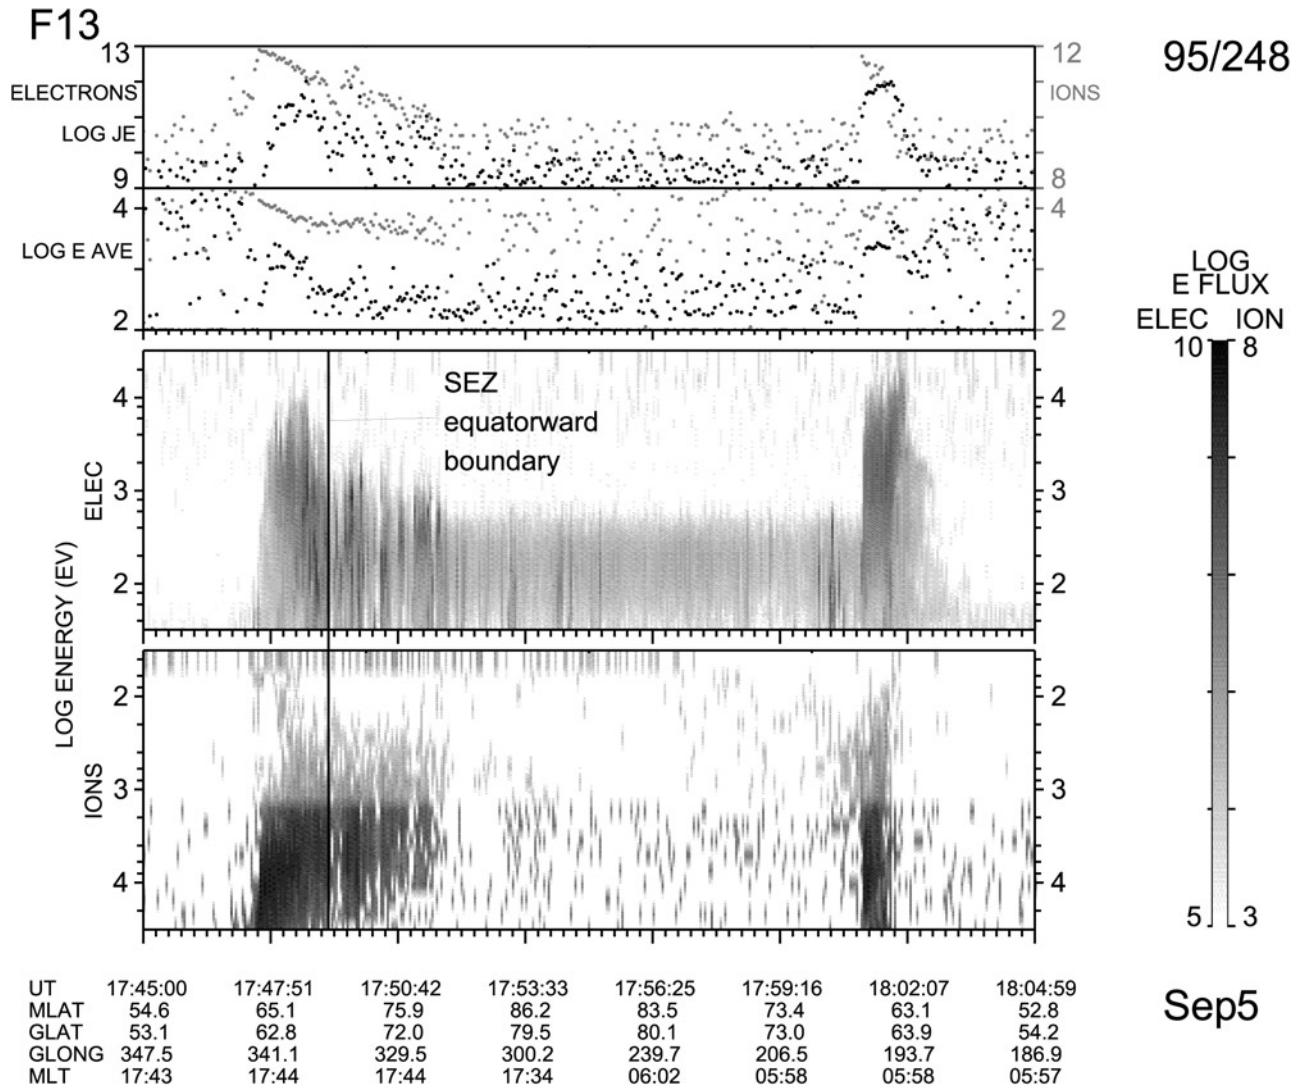 F13
95/248
13
12
ELECTRONS
IONS
LOG JE
9
8
4
4
LOG E AVE
2
2
LOG
E FLUX
ELEC ION
10 8
5 3
SEZ
equatorward
boundary
4
4
3
3
2
2
ELEC
LOG ENERGY (EV)
2
2
3
3
4
4
IONS
UT 17:45:00 17:47:51 17:50:42 17:53:33 17:56:25 17:59:16 18:02:07 18:04:59
MLAT 54.6 65.1 75.9 86.2 83.5 73.4 63.1 52.8
GLAT 53.1 62.8 72.0 79.5 80.1 73.0 63.9 54.2
GLONG 347.5 341.1 329.5 300.2 239.7 206.5 193.7 186.9
MLT 17:43 17:44 17:44 17:34 06:02 05:58 05:58 05:57
Sep5